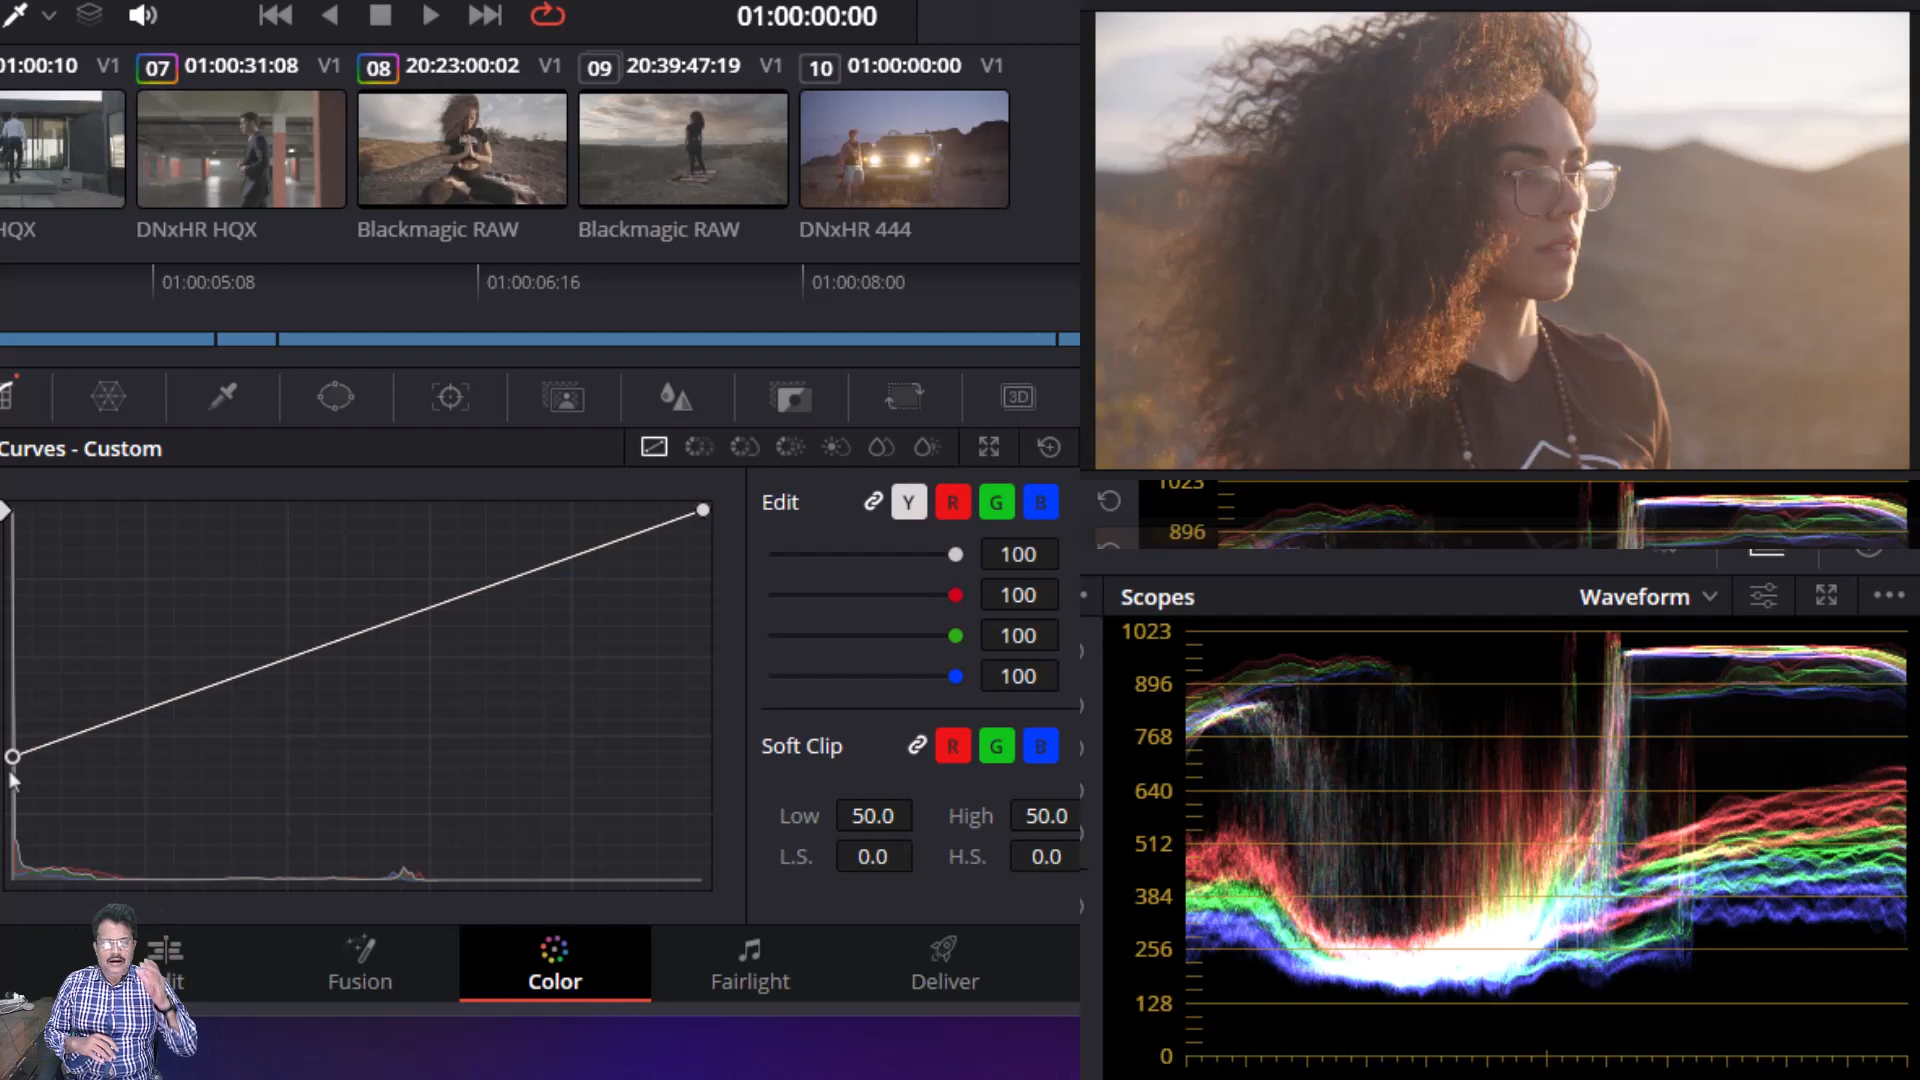 01:00:00:00
01:00:10 V1 07 01:00:31:08 V1 08 20:23:00:02 V1 09 20:39:47:19 V1 10 01:00:00:00 V1
HQX DNxHR HQX Blackmagic RAW Blackmagic RAW DNxHR 444
01:00:05:08 01:00:06:16 01:00:08:00
3D
Curves - Custom
Edit Y R G B
100
100
100
100
Soft Clip R G B
Low 50.0 High 50.0
L.S. 0.0 H.S. 0.0
Fusion Color Fairlight Deliver
1023
896
Scopes Waveform
1023
896
768
640
512
384
256
128
0